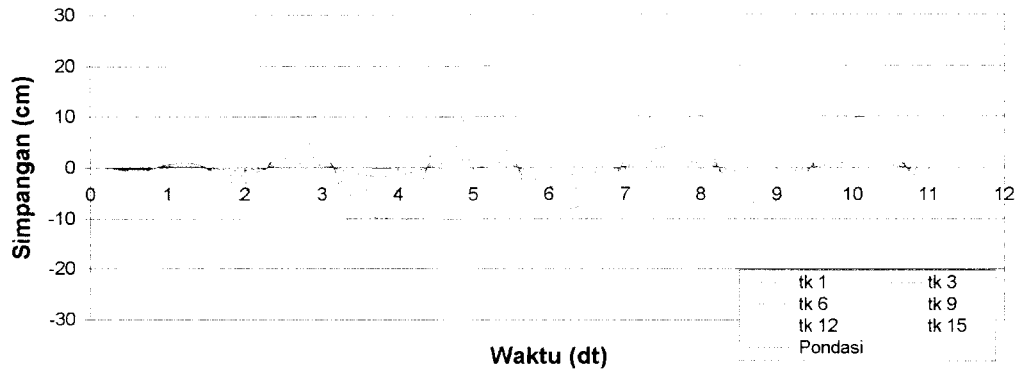 30
20
10
0
-10
-20
-30
Simpangan (cm)
0 1 2 3 4 5 6 7 8 9 10 11 12
Waktu (dt)
tk 1 tk 3
tk 6 tk 9
tk 12 tk 15
Pondasi